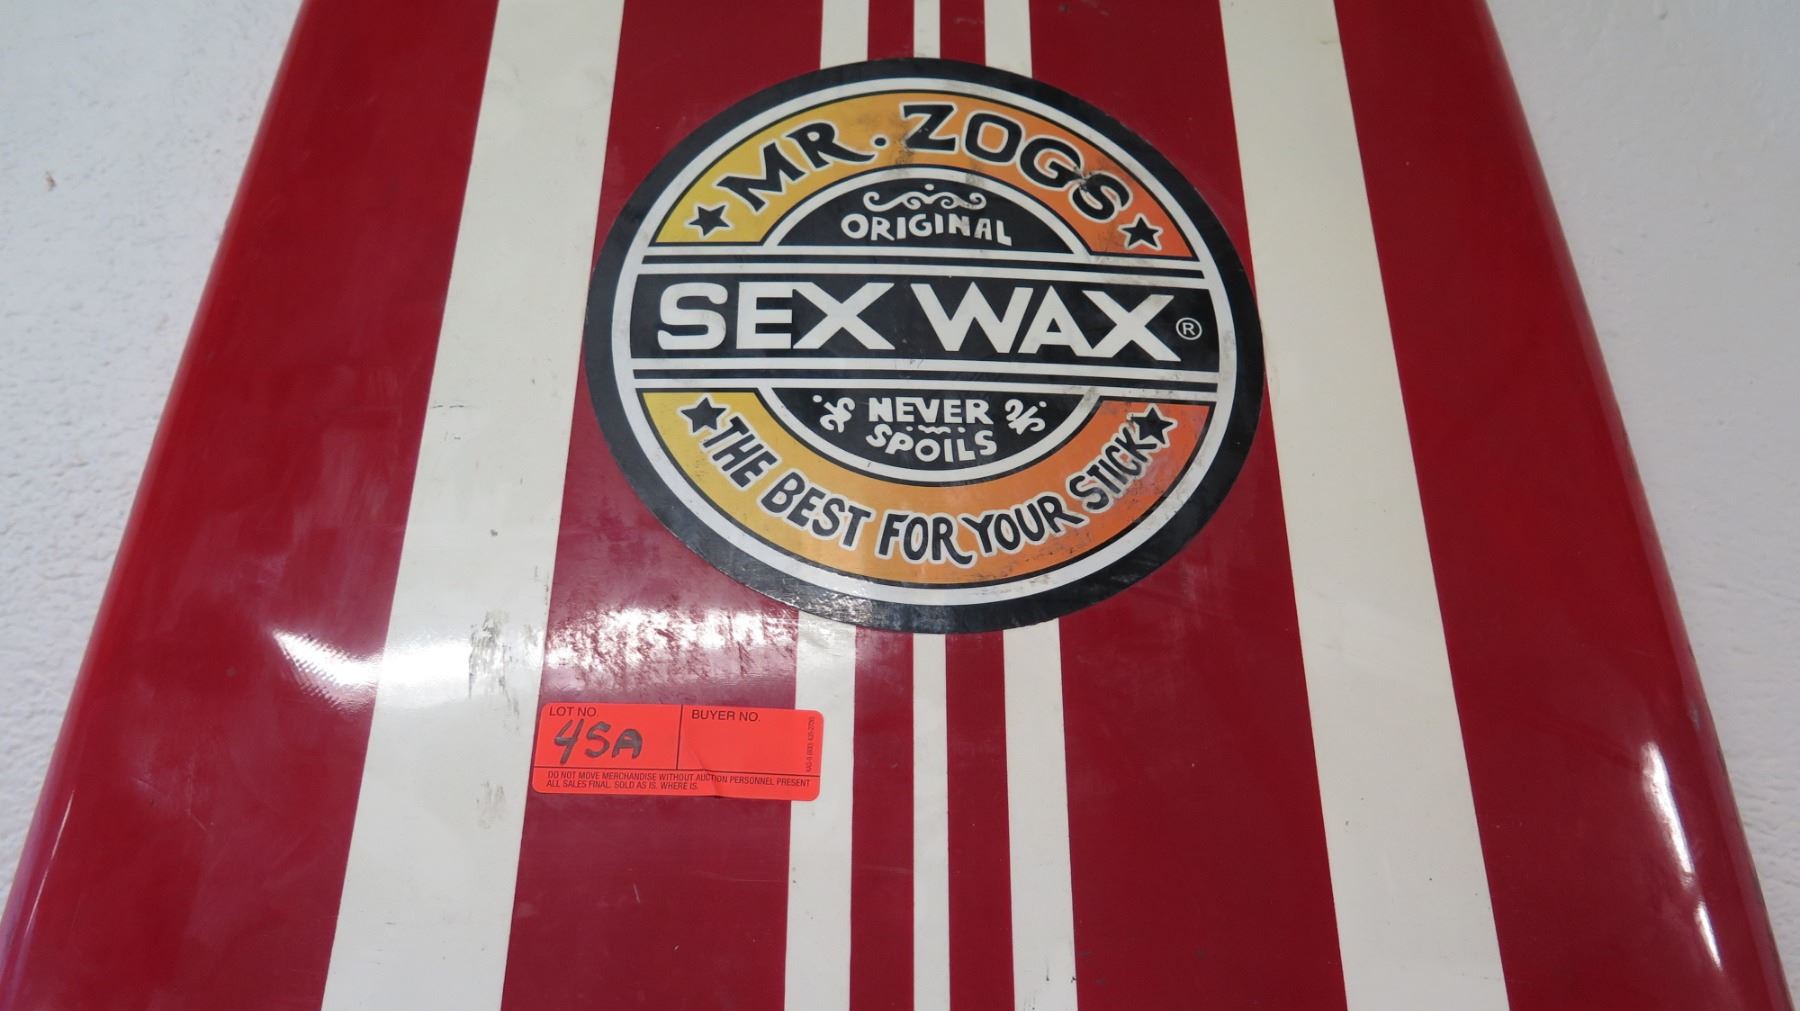 MR. ZOGS
ORIGINAL
SEX WAX®
NEVER
SPOILS
THE BEST FOR YOUR STICK
LOT NO.
45A
BUYER NO.
DO NOT MOVE MERCHANDISE WITHOUT AUCTION PERSONNEL PRESENT
ALL SALES FINAL. SOLD AS IS. WHERE IS.